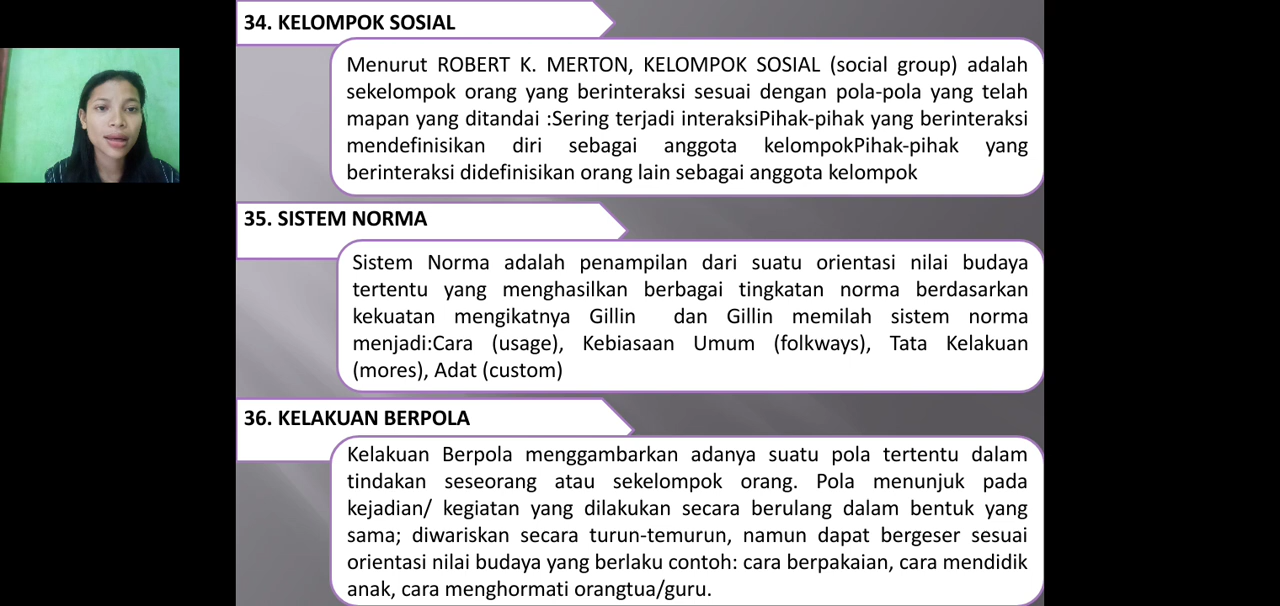 34. KELOMPOK SOSIAL
Menurut ROBERT K. MERTON, KELOMPOK SOSIAL (social group) adalah
sekelompok orang yang berinteraksi sesuai dengan pola-pola yang telah
mapan yang ditandai :Sering terjadi interaksiPihak-pihak yang berinteraksi
mendefinisikan diri sebagai anggota kelompokPihak-pihak yang
berinteraksi didefinisikan orang lain sebagai anggota kelompok
35. SISTEM NORMA
Sistem Norma adalah penampilan dari suatu orientasi nilai budaya
tertentu yang menghasilkan berbagai tingkatan norma berdasarkan
kekuatan mengikatnya Gillin dan Gillin memilah sistem norma
menjadi:Cara (usage), Kebiasaan Umum (folkways), Tata Kelakuan
(mores), Adat (custom)
36. KELAKUAN BERPOLA
Kelakuan Berpola menggambarkan adanya suatu pola tertentu dalam
tindakan seseorang atau sekelompok orang. Pola menunjuk pada
kejadian/ kegiatan yang dilakukan secara berulang dalam bentuk yang
sama; diwariskan secara turun-temurun, namun dapat bergeser sesuai
orientasi nilai budaya yang berlaku contoh: cara berpakaian, cara mendidik
anak, cara menghormati orangtua/guru.